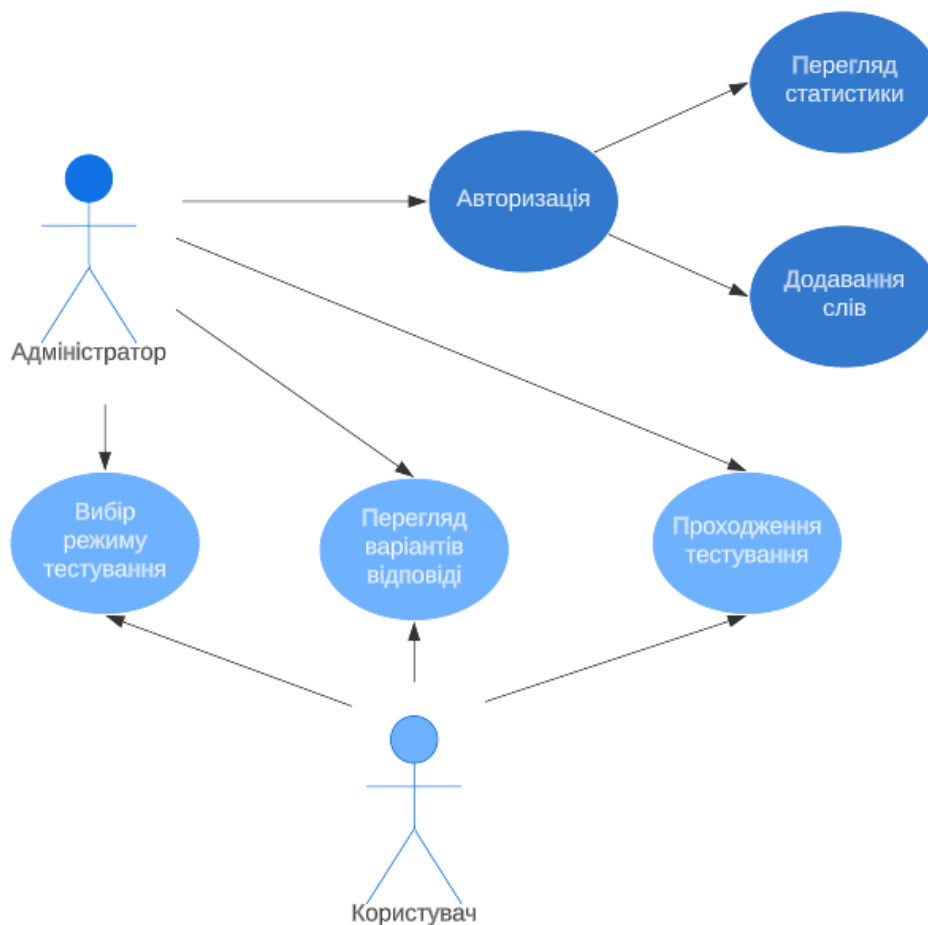 Перегляд
статистики
Авторизація
Додавання
слів
Адміністратор
Вибір
режиму
тестування
Перегляд
варіантів
відповіді
Проходження
тестування
Користувач